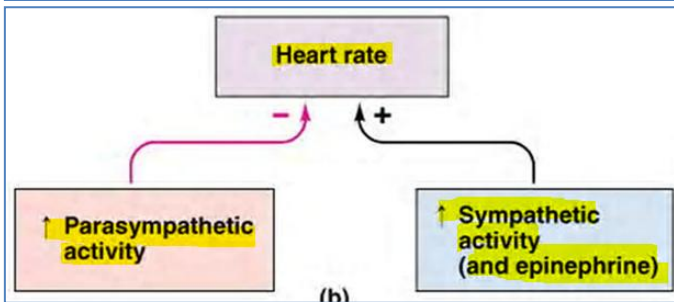 Heart rate
− +
↑ Parasympathetic
activity
↑ Sympathetic
activity
(and epinephrine)
(b)